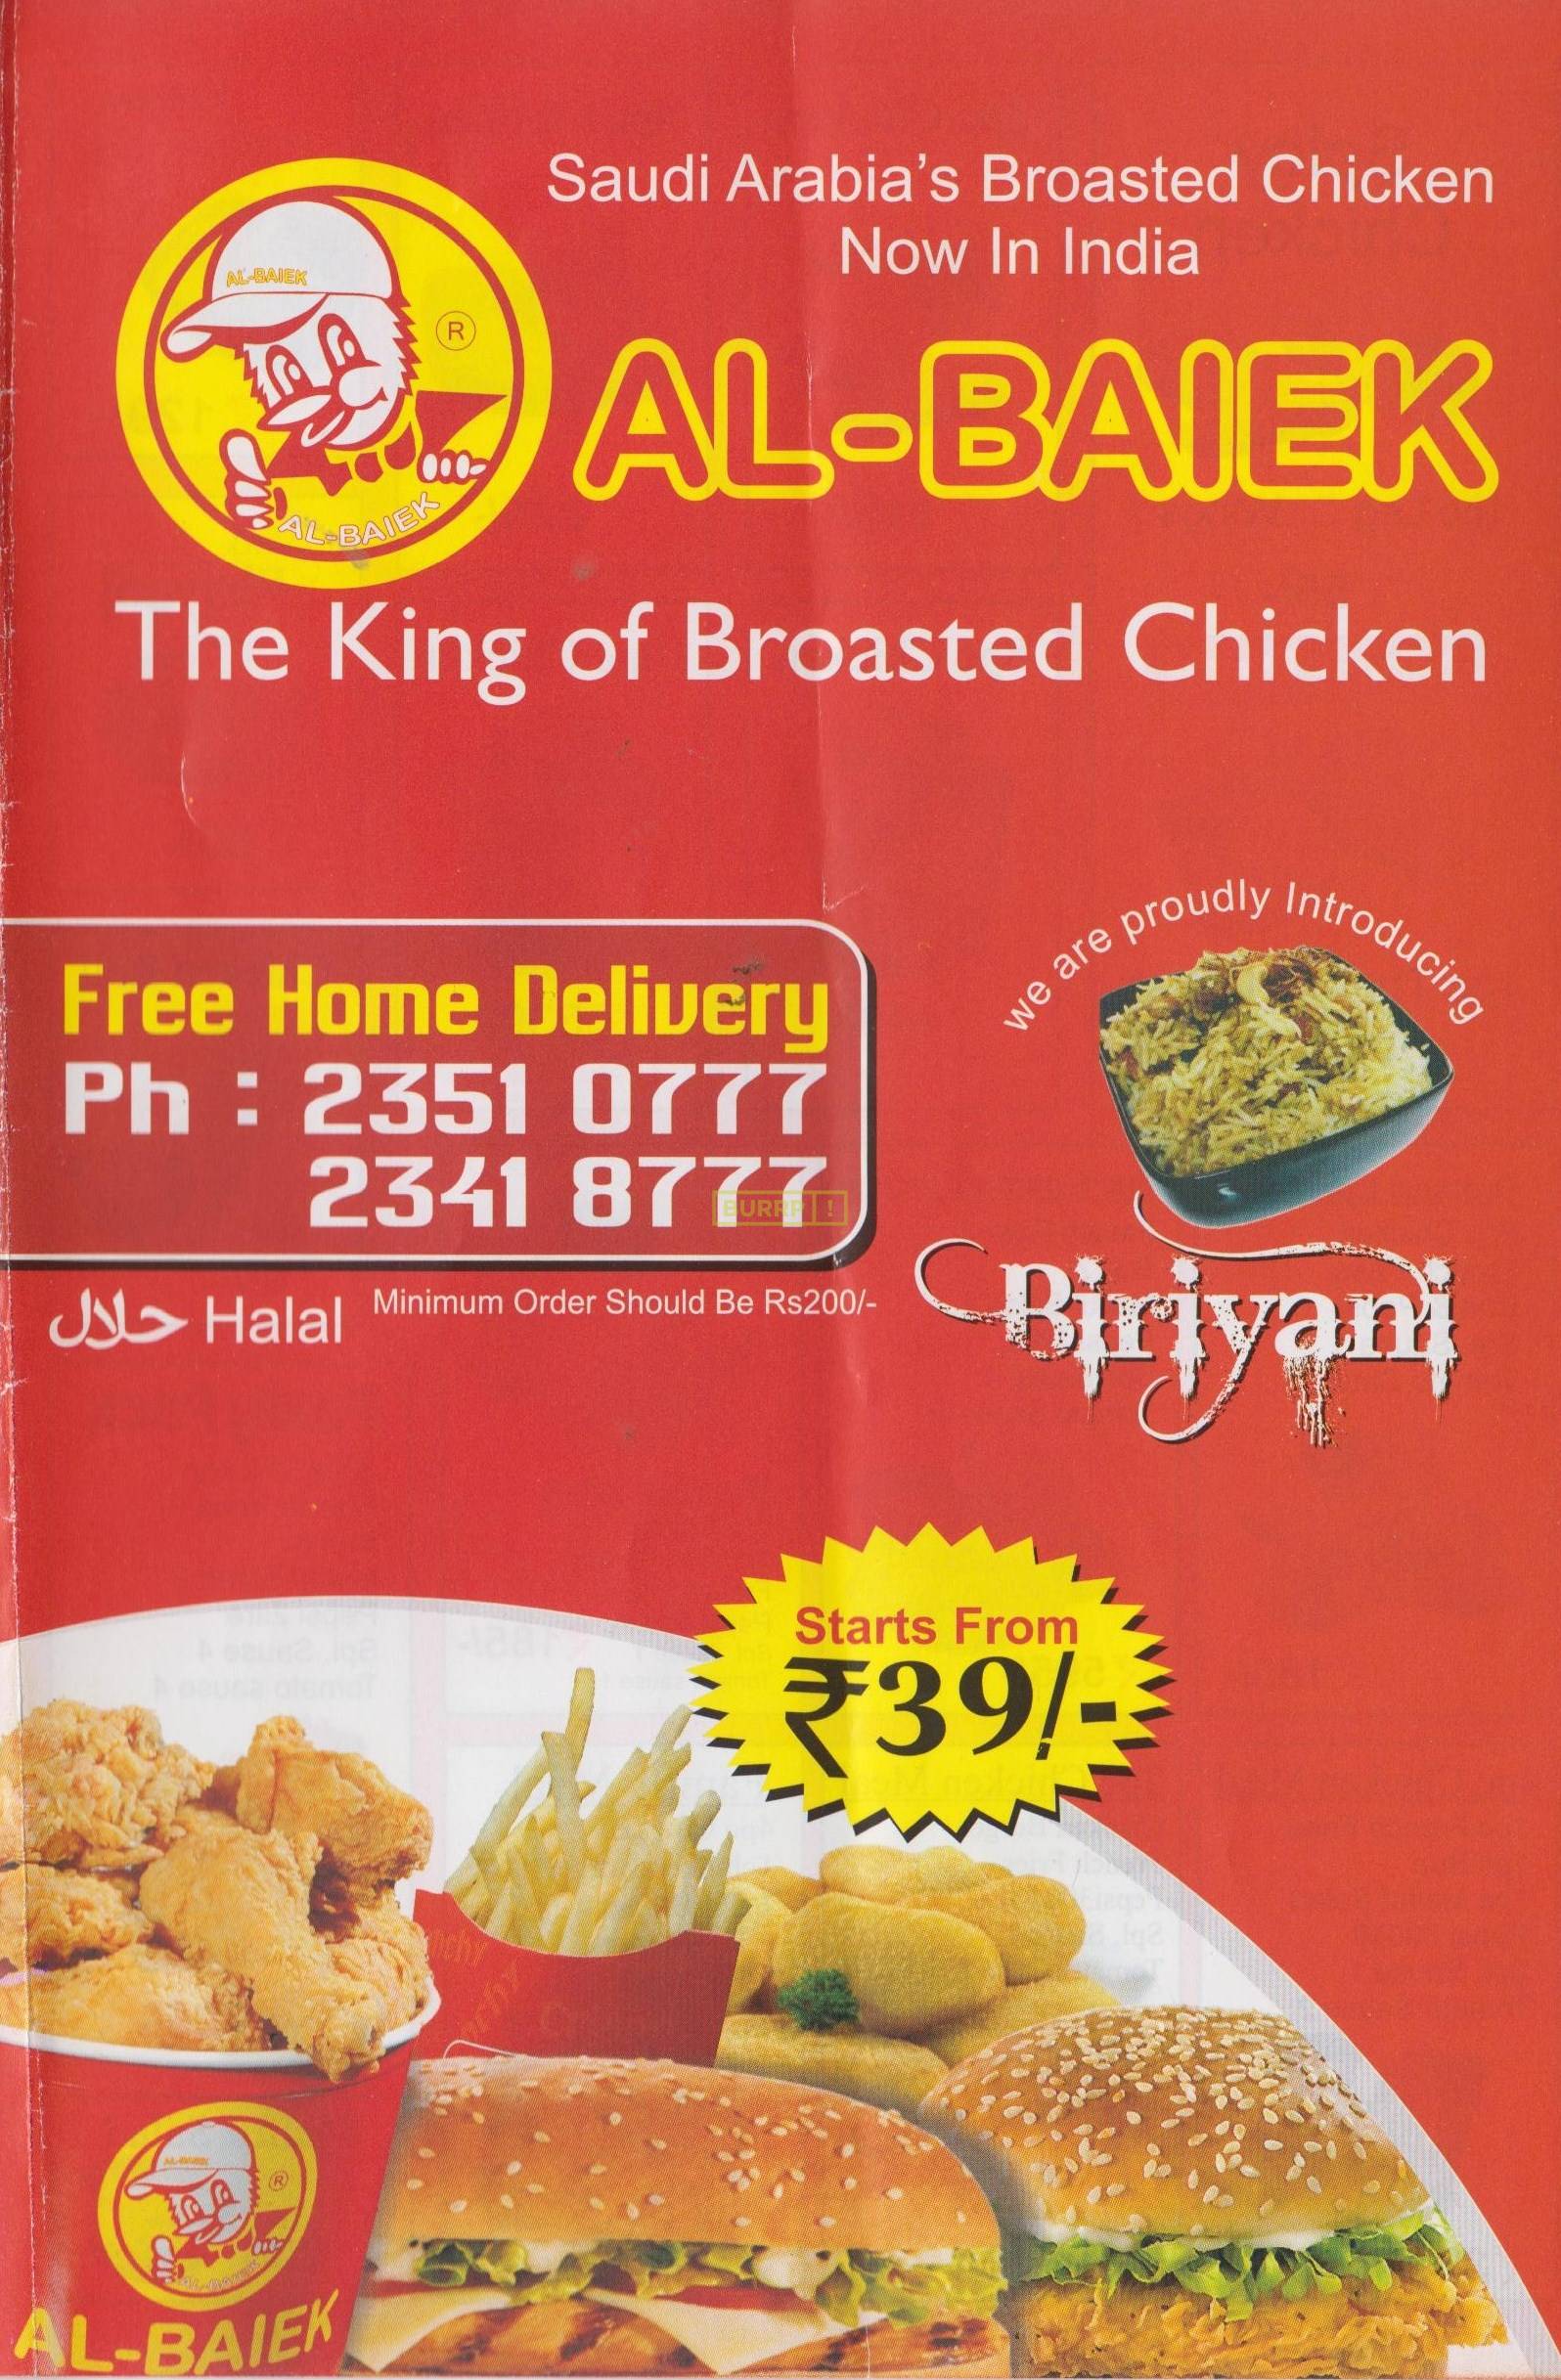 Saudi Arabia's Broasted Chicken
Now In India
AL-BAIEK
®
AL-BAIEK
AL-BAIEK
The King of Broasted Chicken
we are proudly Introducing
Biriyani
Free Home Delivery
Ph : 2351 0777
2341 8777
BURRP !
حلال Halal
Minimum Order Should Be Rs200/-
Starts From
₹39/-
AL-BAIEK
®
AL-BAIEK
AL-BAIEK